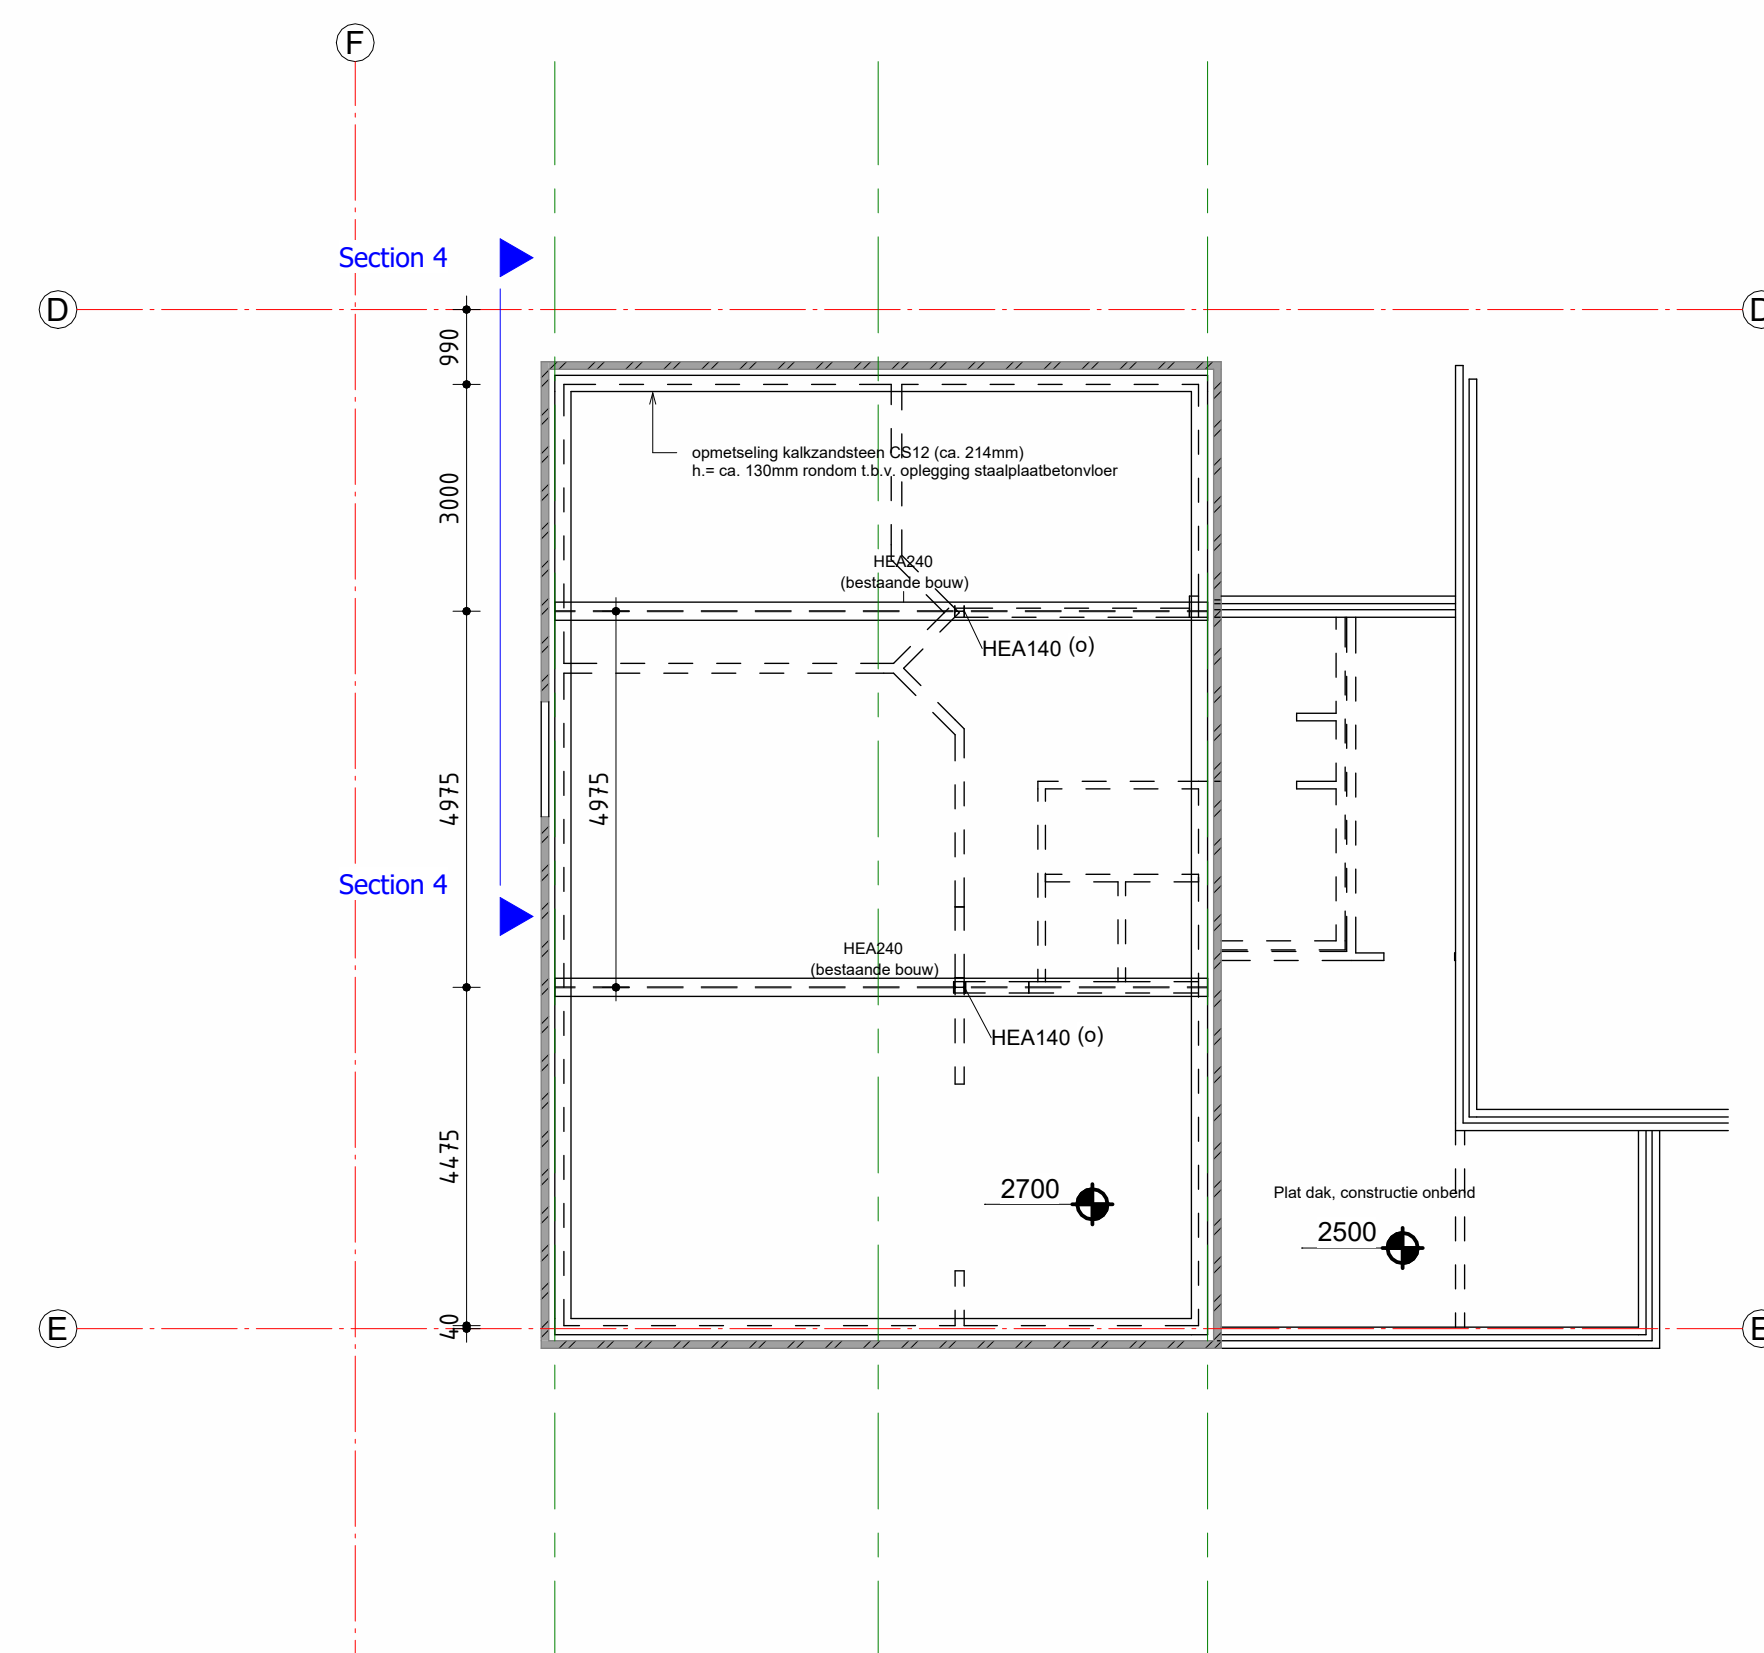 F
Section 4
D
D
990
opmetseling kalkzandsteen CS12 (ca. 214mm)
h.= ca. 130mm rondom t.b.v. oplegging staalplaatbetonvloer
3000
HEA240
(bestaande bouw)
HEA140 (o)
4975
4975
Section 4
HEA240
(bestaande bouw)
HEA140 (o)
4475
2700
Plat dak, constructie onbend
2500
40
E
E